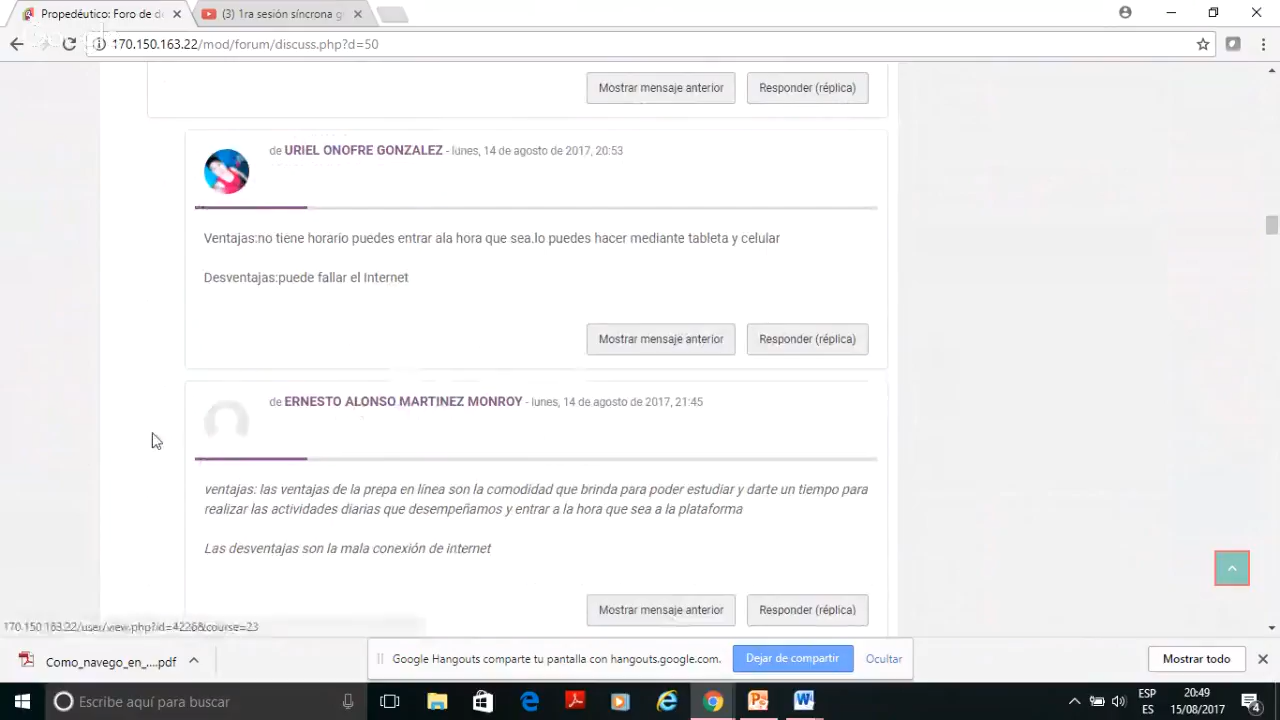 Propedéutico: Foro de d
(3) 1ra sesión síncrona g
170.150.163.22/mod/forum/discuss.php?d=50
Mostrar mensaje anterior
Responder (réplica)
de URIEL ONOFRE GONZALEZ - lunes, 14 de agosto de 2017, 20:53
Ventajas:no tiene horario puedes entrar ala hora que sea.lo puedes hacer mediante tableta y celular
Desventajas:puede fallar el Internet
Mostrar mensaje anterior
Responder (réplica)
de ERNESTO ALONSO MARTINEZ MONROY - lunes, 14 de agosto de 2017, 21:45
ventajas: las ventajas de la prepa en línea son la comodidad que brinda para poder estudiar y darte un tiempo para
realizar las actividades diarias que desempeñamos y entrar a la hora que sea a la plataforma
Las desventajas son la mala conexión de internet
Mostrar mensaje anterior
Responder (réplica)
170.150.163.22/user/view.php?id=4226&course=23
Como_navego_en_....pdf
Google Hangouts comparte tu pantalla con hangouts.google.com.
Dejar de compartir
Ocultar
Mostrar todo
Escribe aquí para buscar
ESP
ES
20:49
15/08/2017
4